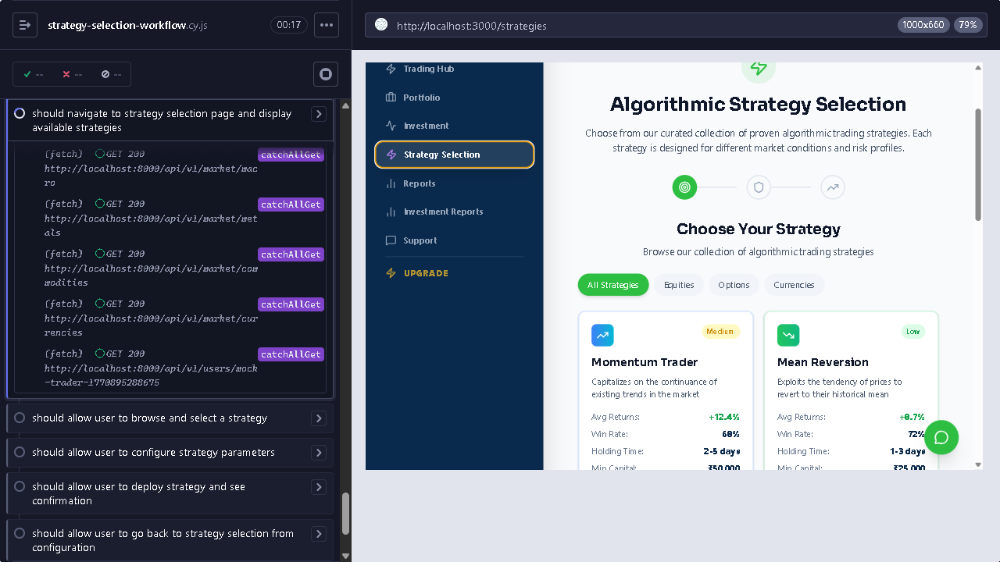 strategy-selection-workflow.cy.js
00:17
--
--
--
should navigate to strategy selection page and display
available strategies
(fetch) GET 200
catchAllGet
http://localhost:8000/api/v1/market/mac
ro
(fetch) GET 200
catchAllGet
http://localhost:8000/api/v1/market/met
als
(fetch) GET 200
catchAllGet
http://localhost:8000/api/v1/market/com
modities
(fetch) GET 200
catchAllGet
http://localhost:8000/api/v1/market/cur
rencies
(fetch) GET 200
catchAllGet
http://localhost:8000/api/v1/users/mock
-trader-1770895288675
should allow user to browse and select a strategy
should allow user to configure strategy parameters
should allow user to deploy strategy and see
confirmation
should allow user to go back to strategy selection from
configuration
http://localhost:3000/strategies
1000x660
79%
Trading Hub
Portfolio
Investment
Strategy Selection
Reports
Investment Reports
Support
UPGRADE
Algorithmic Strategy Selection
Choose from our curated collection of proven algorithmic trading strategies. Each
strategy is designed for different market conditions and risk profiles.
Choose Your Strategy
Browse our collection of algorithmic trading strategies
All Strategies
Equities
Options
Currencies
Medium
Momentum Trader
Capitalizes on the continuance of
existing trends in the market
Avg Returns: +12.4%
Win Rate: 68%
Holding Time: 2-5 days
Min Capital: ₹50,000
Low
Mean Reversion
Exploits the tendency of prices to
revert to their historical mean
Avg Returns: +8.7%
Win Rate: 72%
Holding Time: 1-3 days
Min Capital: ₹25,000